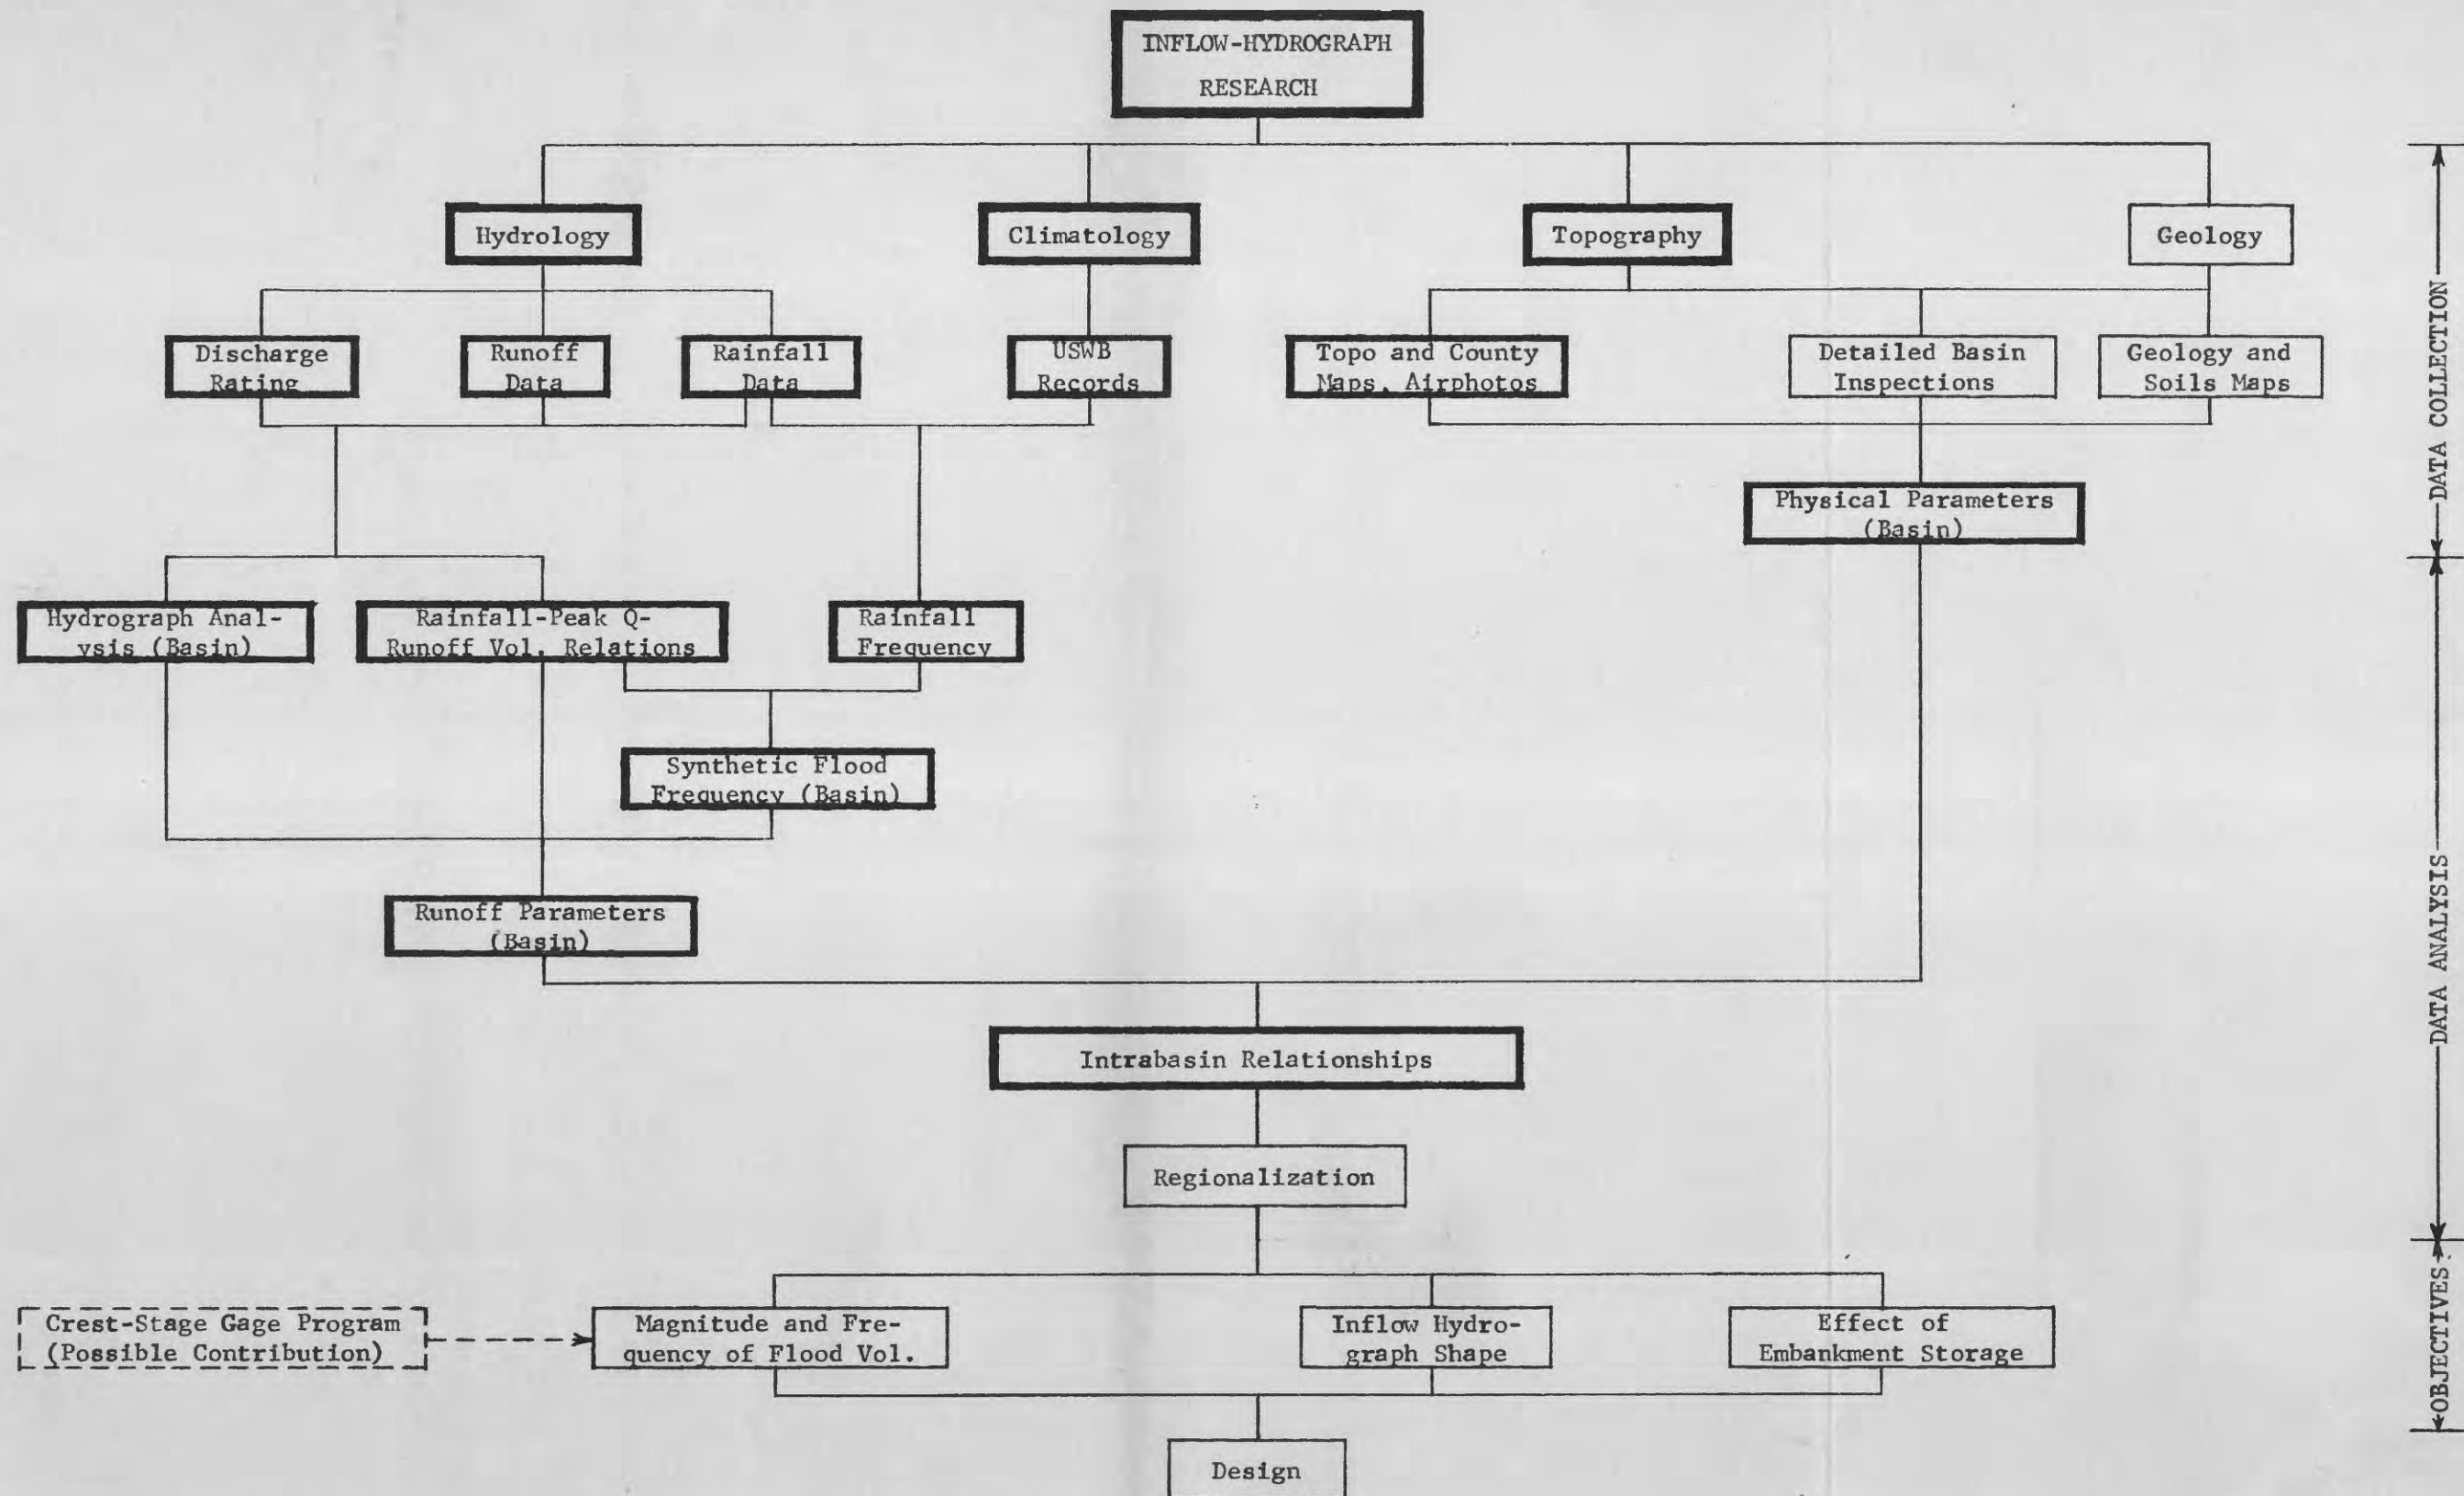 INFLOW-HYDROGRAPH
RESEARCH
Hydrology
Climatology
Topography
Geology
Discharge
Rating
Runoff
Data
Rainfall
Data
USWB
Records
Topo and County
Maps, Airphotos
Detailed Basin
Inspections
Geology and
Soils Maps
DATA COLLECTION
Physical Parameters
(Basin)
Hydrograph Anal-
ysis (Basin)
Rainfall-Peak Q-
Runoff Vol. Relations
Rainfall
Frequency
Synthetic Flood
Frequency (Basin)
Runoff Parameters
(Basin)
DATA ANALYSIS
Intrabasin Relationships
Regionalization
Crest-Stage Gage Program
(Possible Contribution)
Magnitude and Fre-
quency of Flood Vol.
Inflow Hydro-
graph Shape
Effect of
Embankment Storage
OBJECTIVES
Design